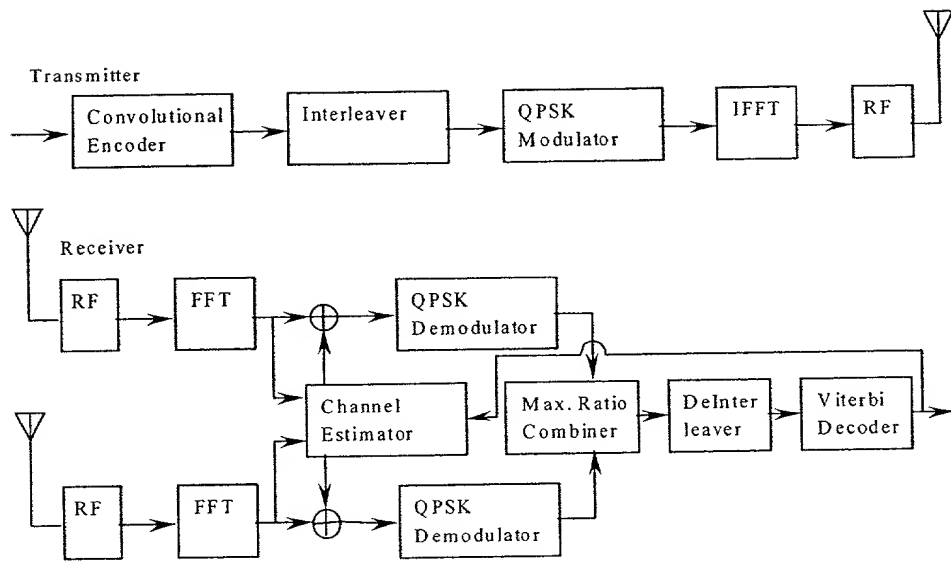 Transmitter
Convolutional
Encoder
Interleaver
QPSK
Modulator
IFFT
RF
Receiver
RF
FFT
QPSK
Demodulator
Channel
Estimator
Max. Ratio
Combiner
DeInter
leaver
Viterbi
Decoder
RF
FFT
QPSK
Demodulator